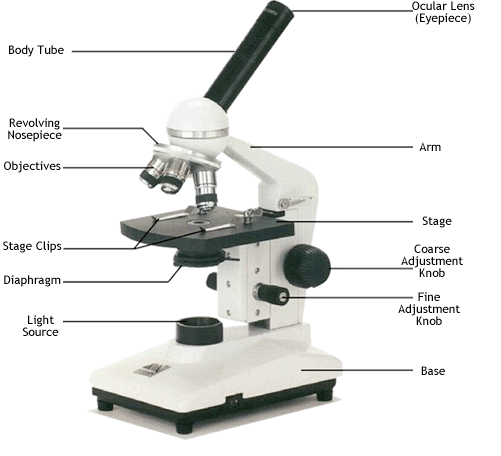 Ocular Lens
(Eyepiece)
Body Tube
Revolving
Nosepiece
Objectives
Arm
Stage
Stage Clips
Coarse
Adjustment
Knob
Diaphragm
Fine
Adjustment
Knob
Light
Source
Base